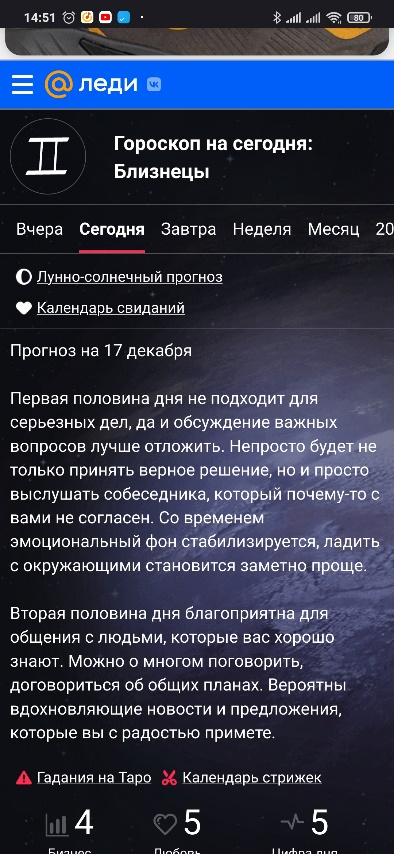 14:51
80
леди
Гороскоп на сегодня:
Близнецы
Вчера Сегодня Завтра Неделя Месяц 20
Лунно-солнечный прогноз
Календарь свиданий
Прогноз на 17 декабря
Первая половина дня не подходит для
серьезных дел, да и обсуждение важных
вопросов лучше отложить. Непросто будет не
только принять верное решение, но и просто
выслушать собеседника, который почему-то с
вами не согласен. Со временем
эмоциональный фон стабилизируется, ладить
с окружающими становится заметно проще.
Вторая половина дня благоприятна для
общения с людьми, которые вас хорошо
знают. Можно о многом поговорить,
договориться об общих планах. Вероятны
вдохновляющие новости и предложения,
которые вы с радостью примете.
Гадания на Таро Календарь стрижек
4 5 5
Бизнес Любовь Цифра дня